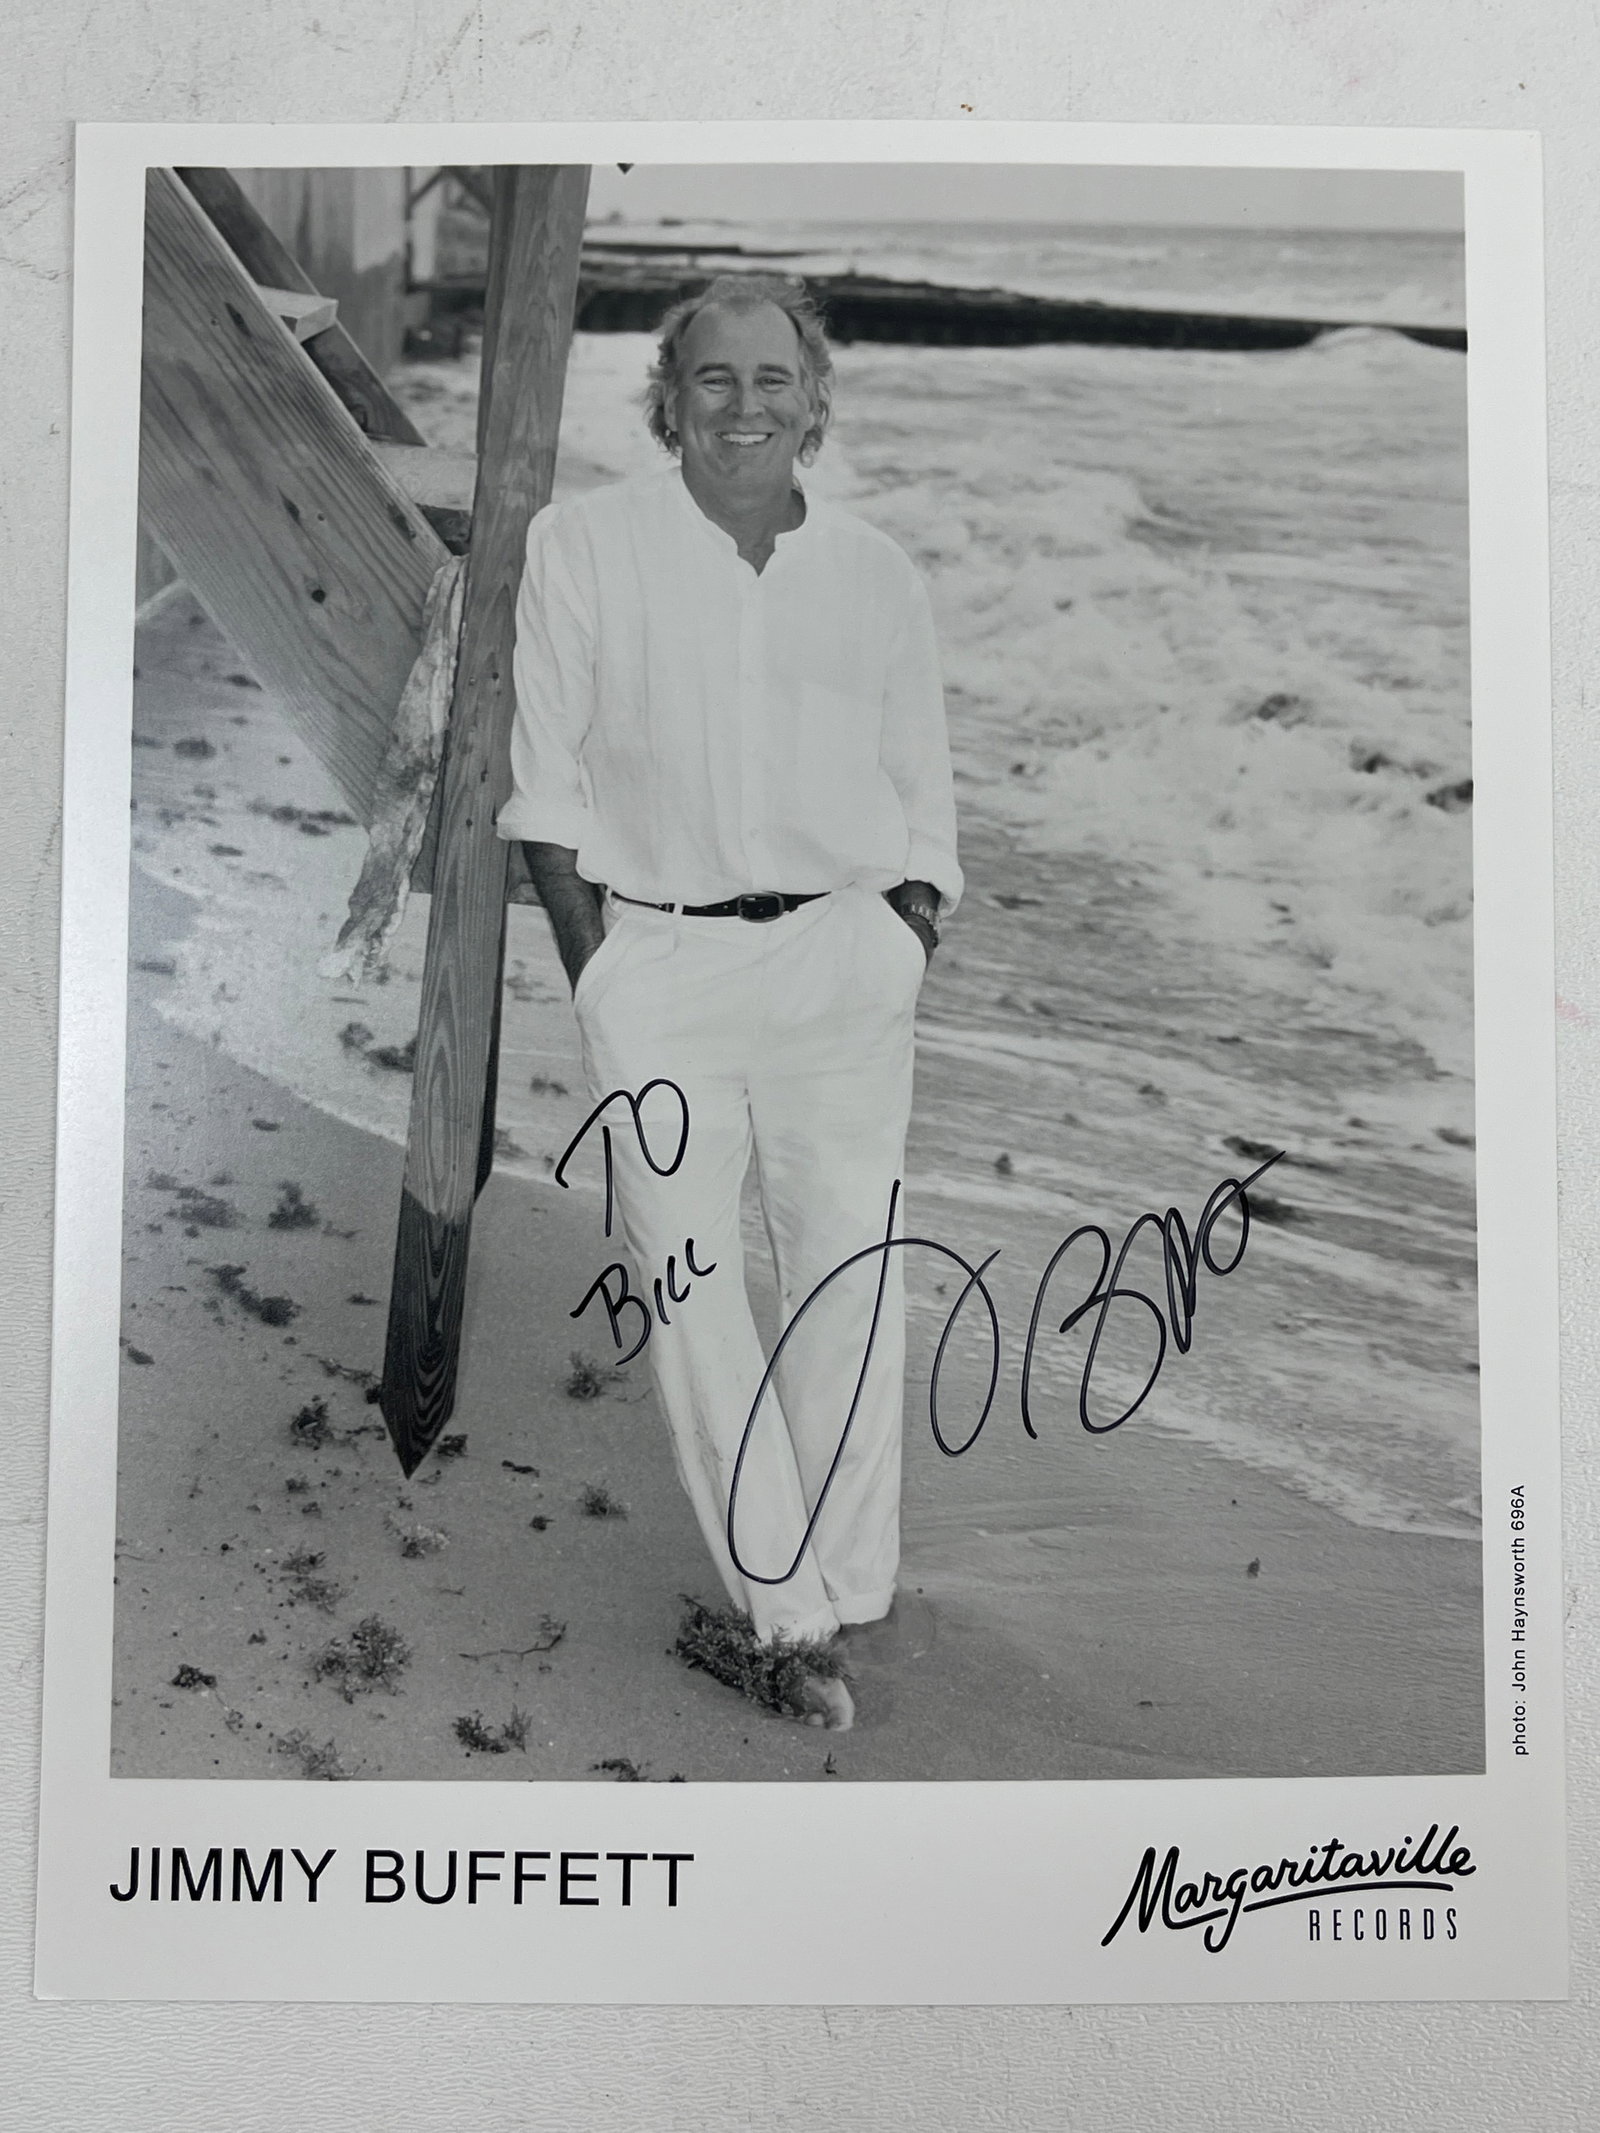 TO
BILL
photo: John Haynsworth 696A
JIMMY BUFFETT
Margaritaville
RECORDS